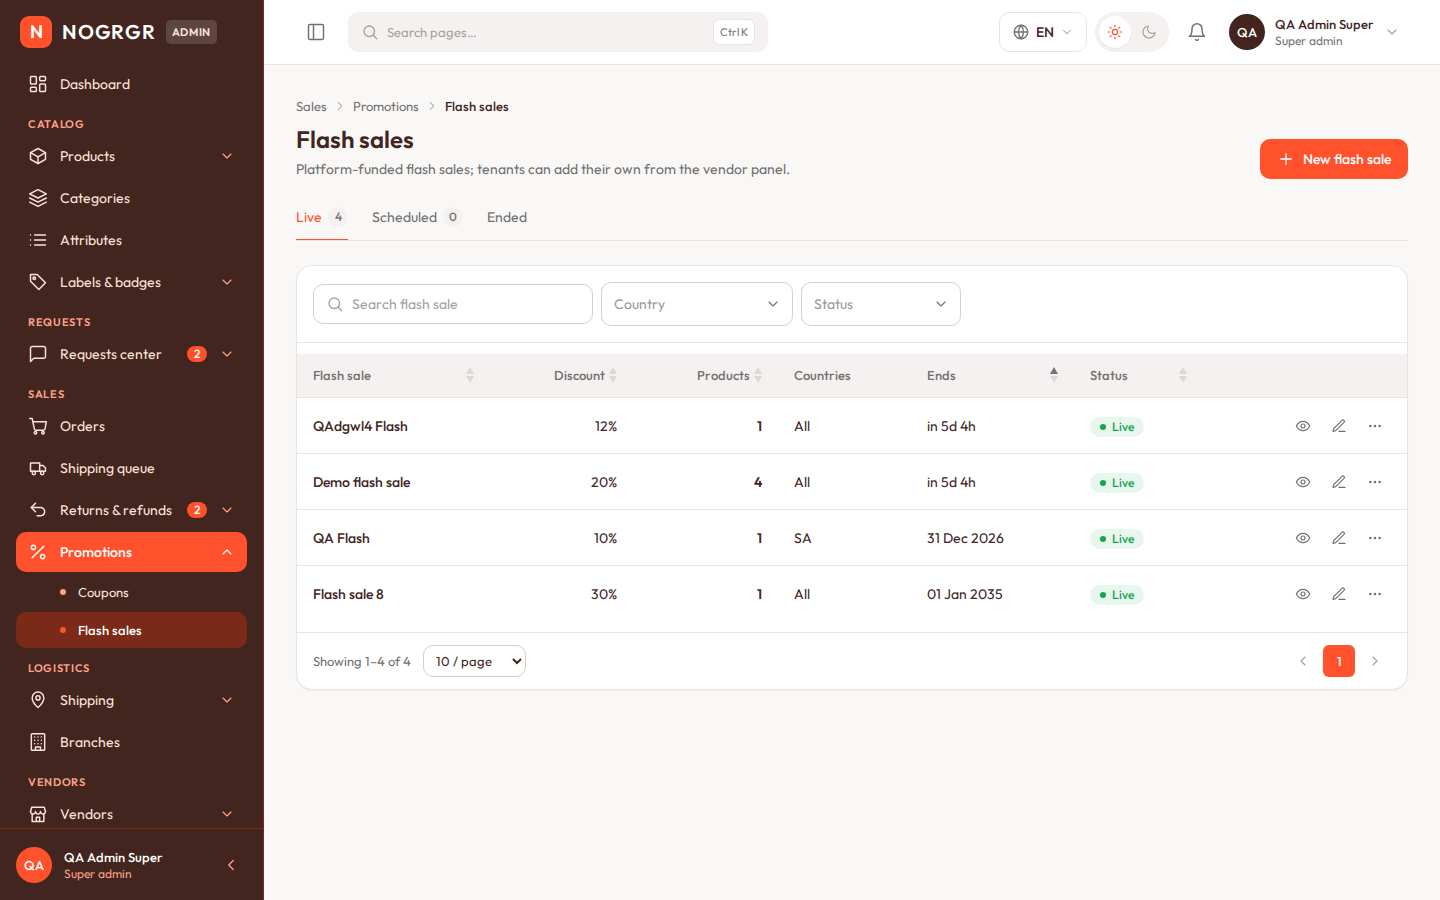 N NOGRGR ADMIN
Search pages...
Ctrl K
EN
QA
QA Admin Super
Super admin
Dashboard
CATALOG
Products
Categories
Attributes
Labels & badges
REQUESTS
Requests center 2
SALES
Orders
Shipping queue
Returns & refunds 2
Promotions
Coupons
Flash sales
LOGISTICS
Shipping
Branches
VENDORS
Vendors
QA
QA Admin Super
Super admin
Sales > Promotions > Flash sales
Flash sales
Platform-funded flash sales; tenants can add their own from the vendor panel.
+ New flash sale
Live 4 Scheduled 0 Ended
Search flash sale Country Status
Flash sale Discount Products Countries Ends Status
QAdgwl4 Flash 12% 1 All in 5d 4h Live
Demo flash sale 20% 4 All in 5d 4h Live
QA Flash 10% 1 SA 31 Dec 2026 Live
Flash sale 8 30% 1 All 01 Jan 2035 Live
Showing 1–4 of 4 10 / page 1